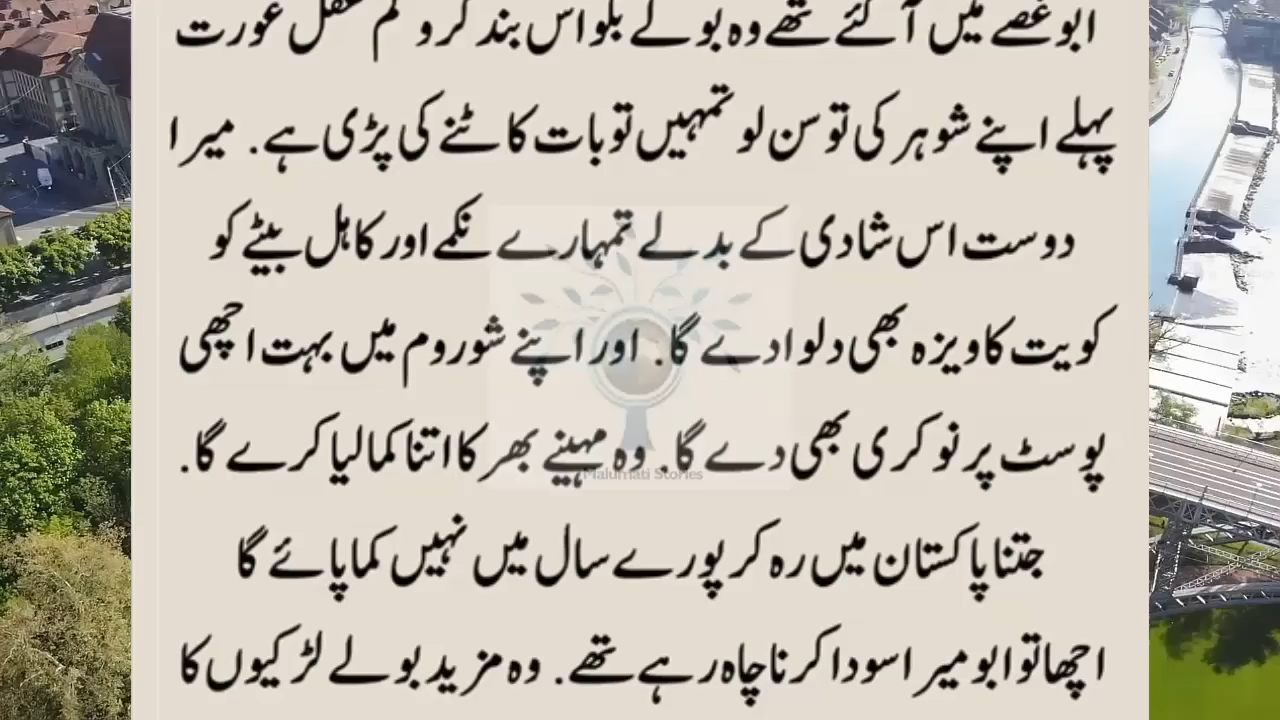 ابو غصے میں آ گئے تھے وہ بولے بکواس بند کرو کم عقل عورت
پہلے اپنے شوہر کی تو سن لو تمہیں تو بات کاٹنے کی پڑی ہے. میرا
دوست اس شادی کے بدلے تمہارے نکمے اور کاہل بیٹے کو
کویت کا ویزہ بھی دلوا دے گا. اور اپنے شوروم میں بہت اچھی
پوسٹ پر نوکری بھی دے گا. وہ مہینے بھر کا اتنا کما لیا کرے گا.
Malumati Stories
جتنا پاکستان میں رہ کر پورے سال میں نہیں کما پائے گا
اچھا تو ابو میرا سودا کرنا چاہ رہے تھے. وہ مزید بولے لڑکیوں کا